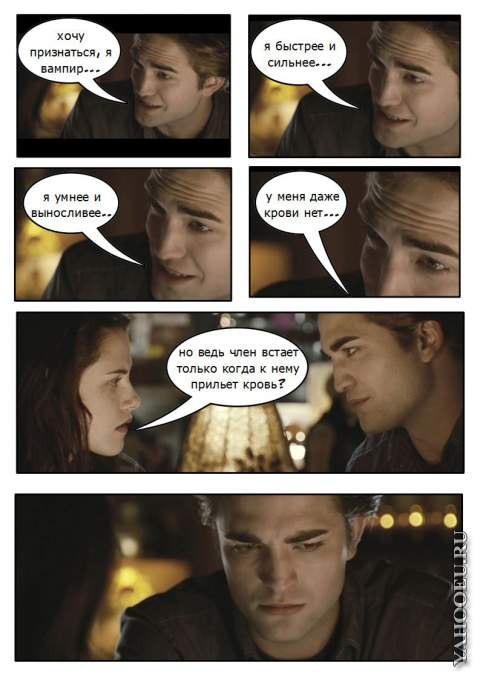 хочу
признаться, я
вампир...
я быстрее и
сильнее...
я умнее и
выносливее..
у меня даже
крови нет...
но ведь член встает
только когда к нему
прильет кровь?
YAHOOEU.RU